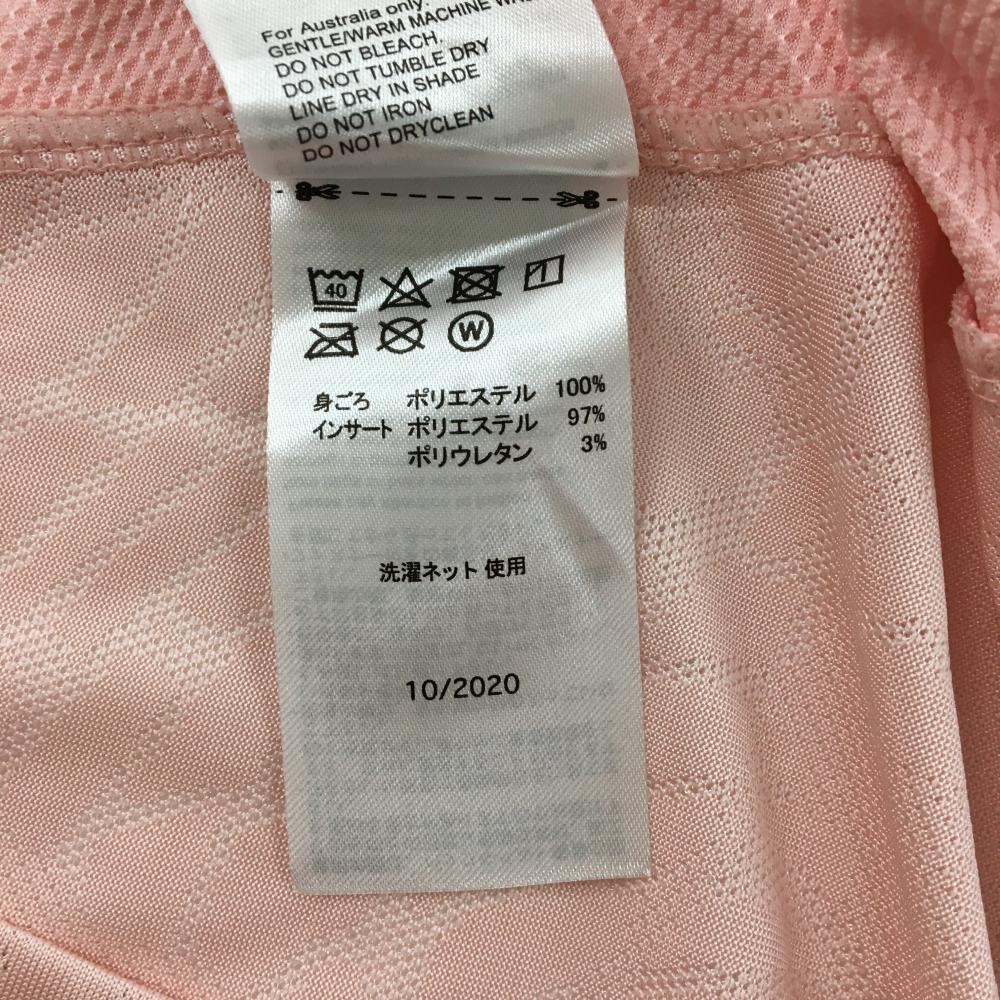 For Australia only.
GENTLE/WARM MACHINE
DO NOT BLEACH.
DO NOT TUMBLE DRY
LINE DRY IN SHADE
DO NOT IRON
DO NOT DRYCLEAN
40
W
身ごろ ポリエステル 100%
インサート ポリエステル 97%
ポリウレタン 3%
洗濯ネット 使用
10/2020